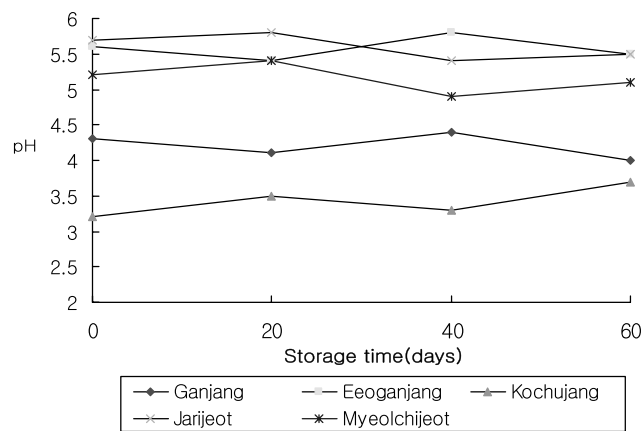 6
5.5
5
4.5
pH
4
3.5
3
2.5
2
0 20 40 60
Storage time(days)
Ganjang Eeoganjang Kochujang
Jarijeot Myeolchijeot